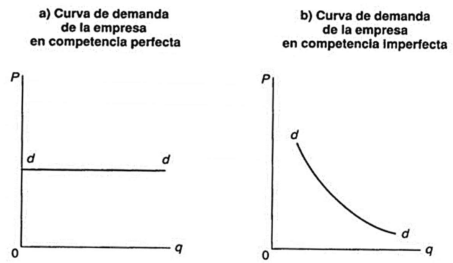 a) Curva de demanda
de la empresa
en competencia perfecta
b) Curva de demanda
de la empresa
en competencia Imperfecta
P
d d
0
q
P
d
d
0
q